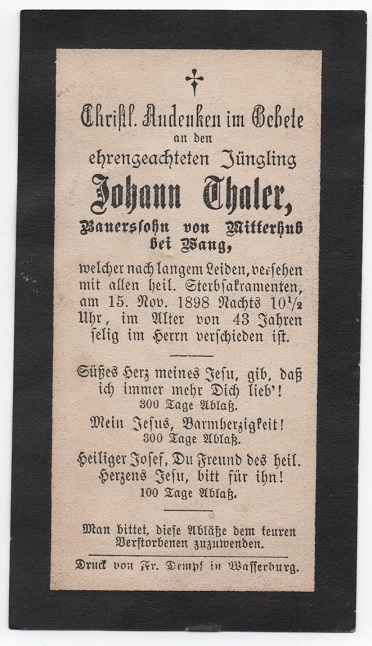 Christl. Andenken im Gebete
an den
ehrengeachteten Jüngling
Johann Thaler,
Bauerssohn von Mitterhub
bei Wang,
welcher nach langem Leiden, versehen
mit allen heil. Sterbsakramenten,
am 15. Nov. 1898 Nachts 10 1/2
Uhr, im Alter von 43 Jahren
selig im Herrn verschieden ist.
Süßes Herz meines Jesu, gib, daß
ich immer mehr Dich lieb'!
300 Tage Ablaß.
Mein Jesus, Barmherzigkeit!
300 Tage Ablaß.
Heiliger Josef, Du Freund des heil.
Herzens Jesu, bitt für ihn!
100 Tage Ablaß.
Man bittet, diese Abläße dem teuren
Verstorbenen zuzuwenden.
Druck von Fr. Dempf in Wasserburg.